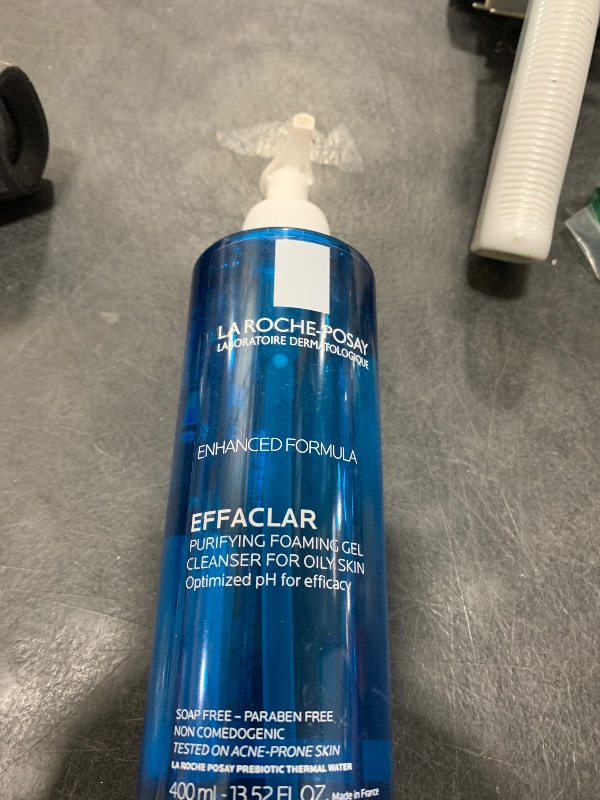 LA ROCHE-POSAY
LABORATOIRE DERMATOLOGIQUE
ENHANCED FORMULA
EFFACLAR
PURIFYING FOAMING GEL
CLEANSER FOR OILY SKIN
Optimized pH for efficacy
SOAP FREE – PARABEN FREE
NON COMEDOGENIC
TESTED ON ACNE-PRONE SKIN
LA ROCHE POSAY PREBIOTIC THERMAL WATER
400 ml - 13.52 FL OZ. Made in France